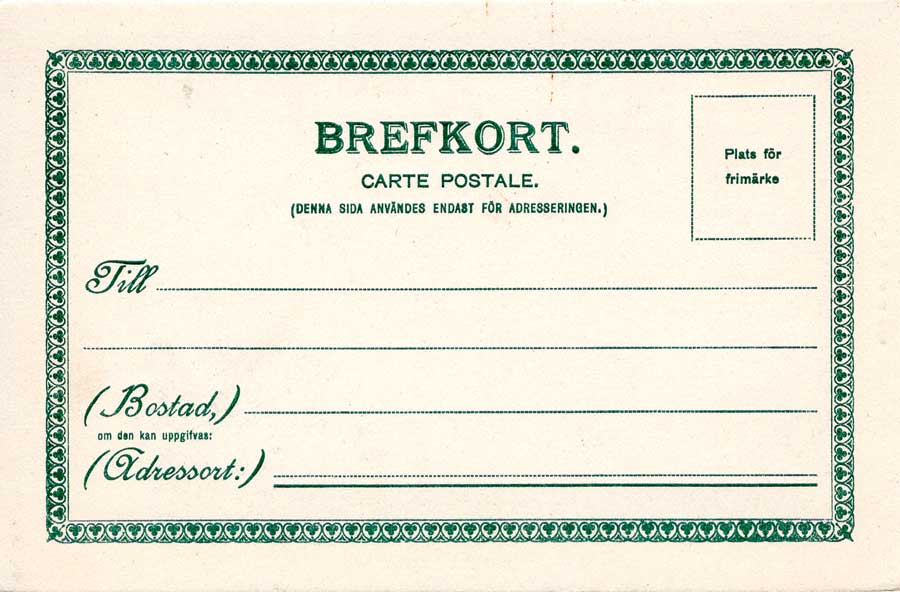 BREFKORT.
CARTE POSTALE.
(DENNA SIDA ANVÄNDES ENDAST FÖR ADRESSERINGEN.)
Plats för
frimärke
Till
(Bostad,)
om den kan uppgifvas:
(Adressort:)